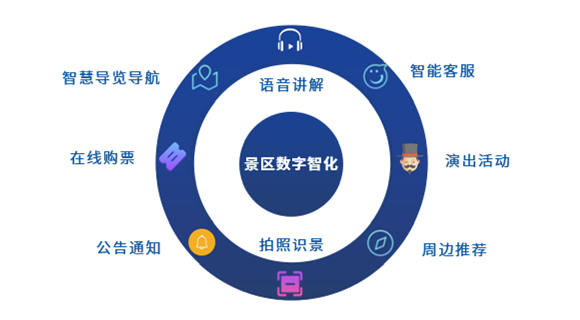 语音讲解
智慧导览导航
智能客服
在线购票
景区数字智化
演出活动
公告通知
拍照识景
周边推荐